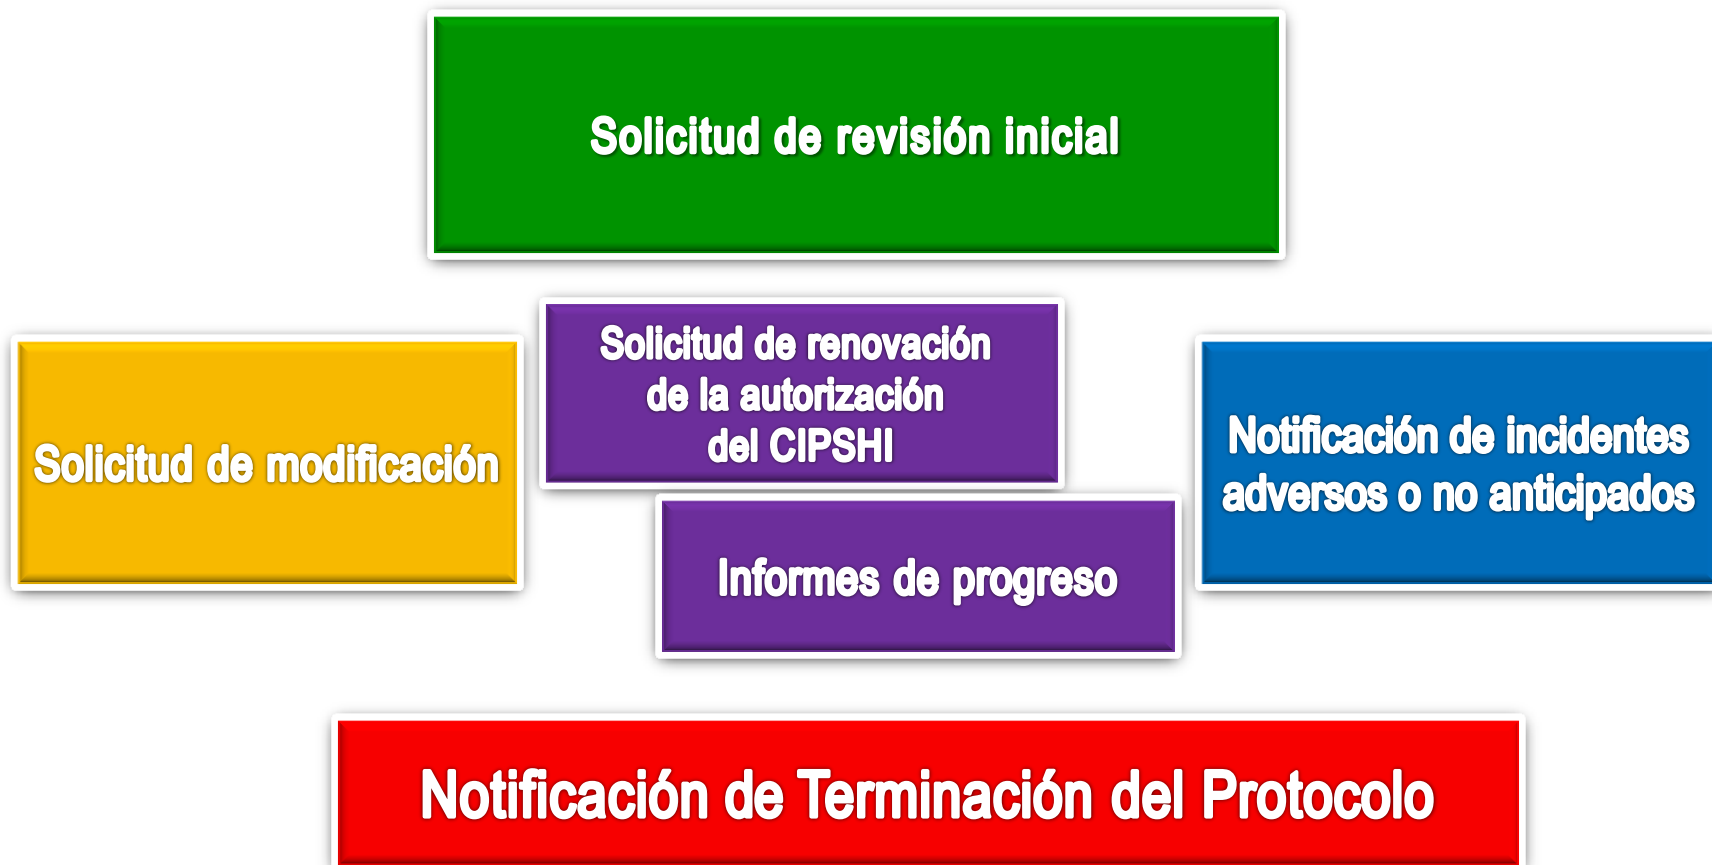 Solicitud de revisión inicial
Solicitud de modificación
Solicitud de renovación
de la autorización
del CIPSHI
Informes de progreso
Notificación de incidentes
adversos o no anticipados
Notificación de Terminación del Protocolo